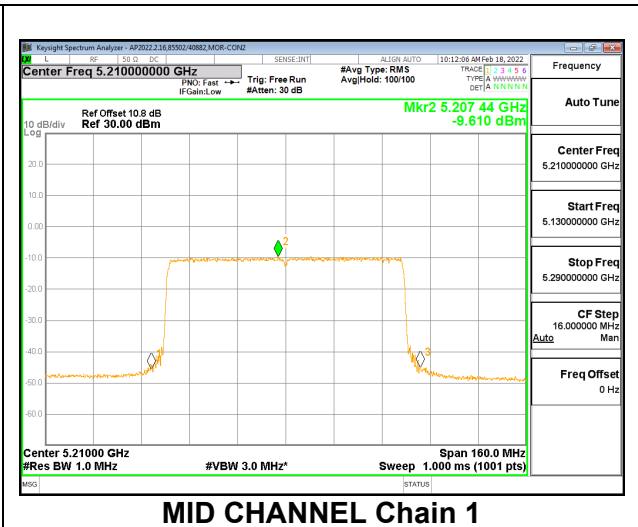 Keysight Spectrum Analyzer - AP2022.2.16,85502/40882,MOR-CON2
L RF 50 Ω DC SENSE:INT ALIGN AUTO 10:12:06 AM Feb 18, 2022
Center Freq 5.210000000 GHz
PNO: Fast
IFGain:Low
Trig: Free Run
#Atten: 30 dB
#Avg Type: RMS
Avg|Hold: 100/100
TRACE 1 2 3 4 5 6
TYPE A WWWWW
DET A N N N N N
Frequency
Auto Tune
Center Freq
5.210000000 GHz
Start Freq
5.130000000 GHz
Stop Freq
5.290000000 GHz
CF Step
16.000000 MHz
Auto Man
Freq Offset
0 Hz
Ref Offset 10.8 dB
10 dB/div Ref 30.00 dBm
Log
Mkr2 5.207 44 GHz
-9.610 dBm
20.0
10.0
0.00
-10.0
-20.0
-30.0
-40.0
-50.0
-60.0
2
1
3
Center 5.21000 GHz Span 160.0 MHz
#Res BW 1.0 MHz #VBW 3.0 MHz* Sweep 1.000 ms (1001 pts)
MSG STATUS
MID CHANNEL Chain 1